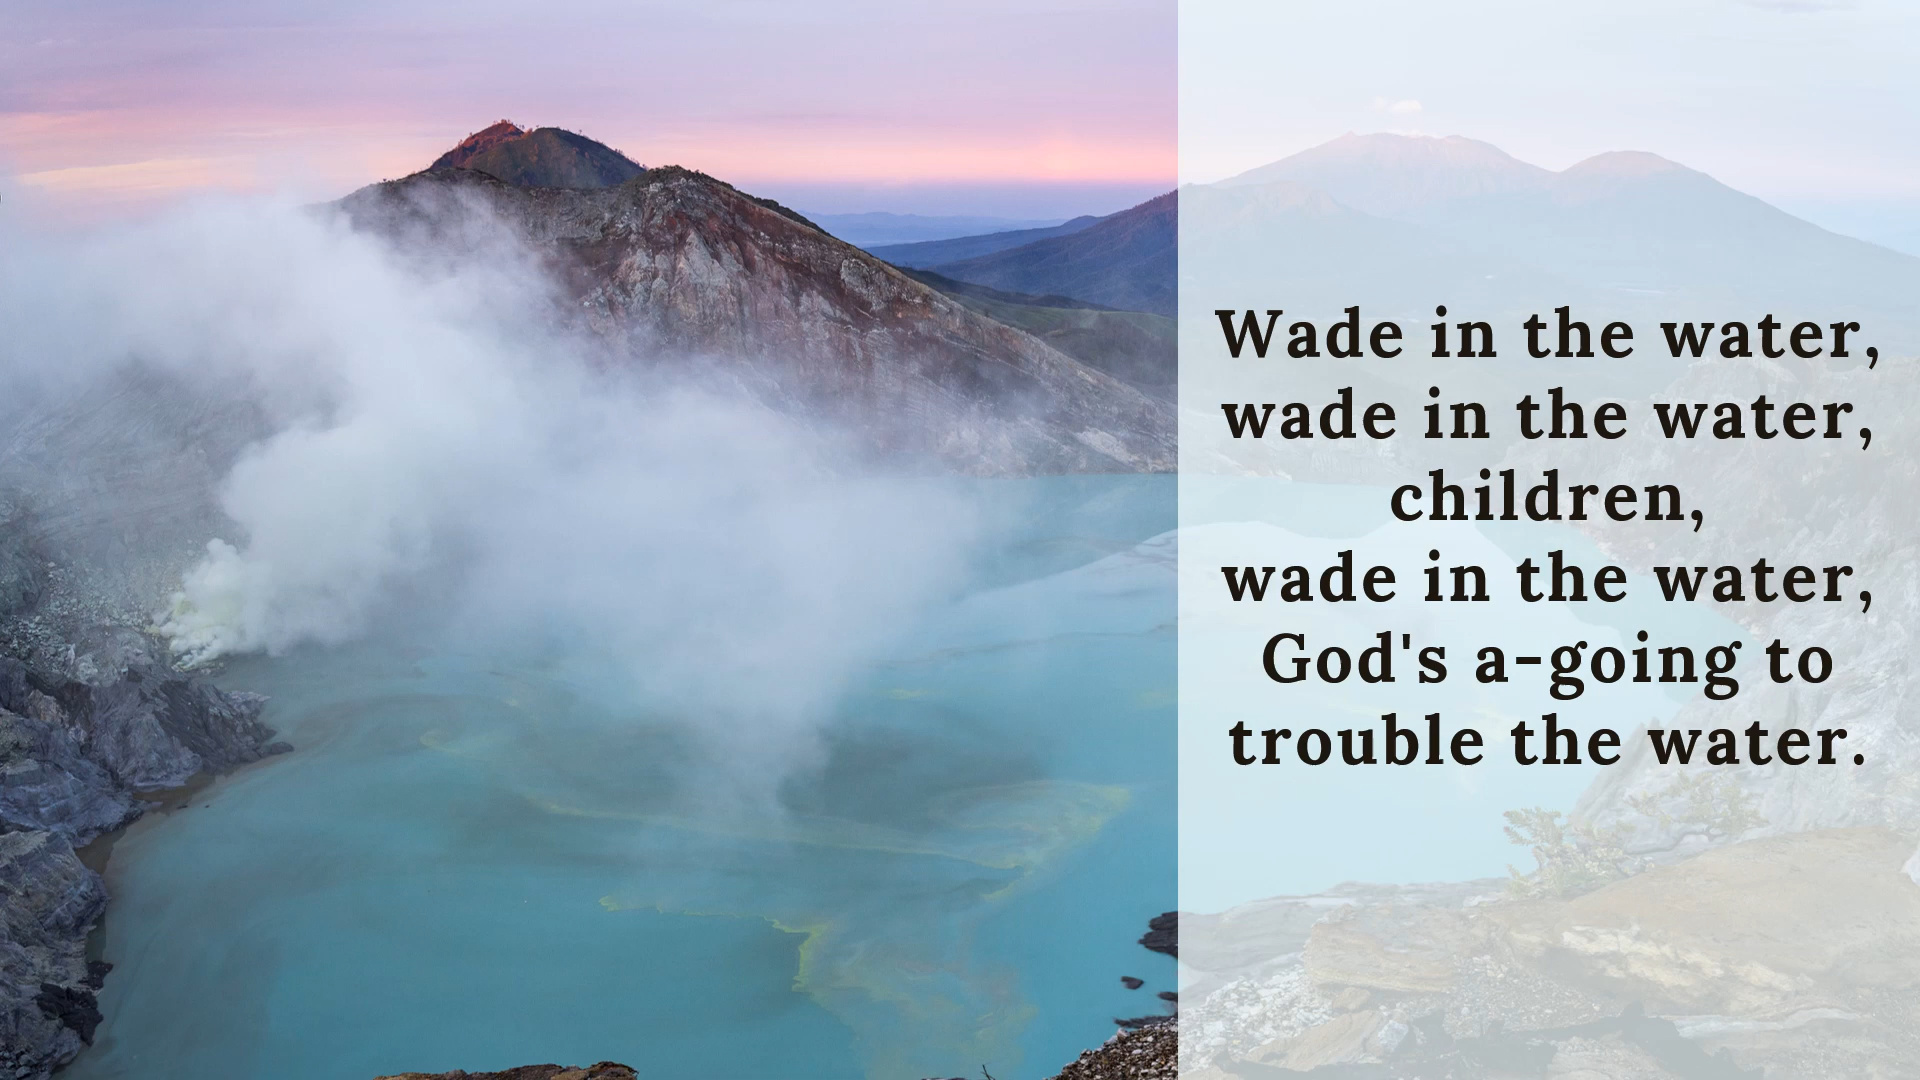 Wade in the water,
wade in the water,
children,
wade in the water,
God's a-going to
trouble the water.